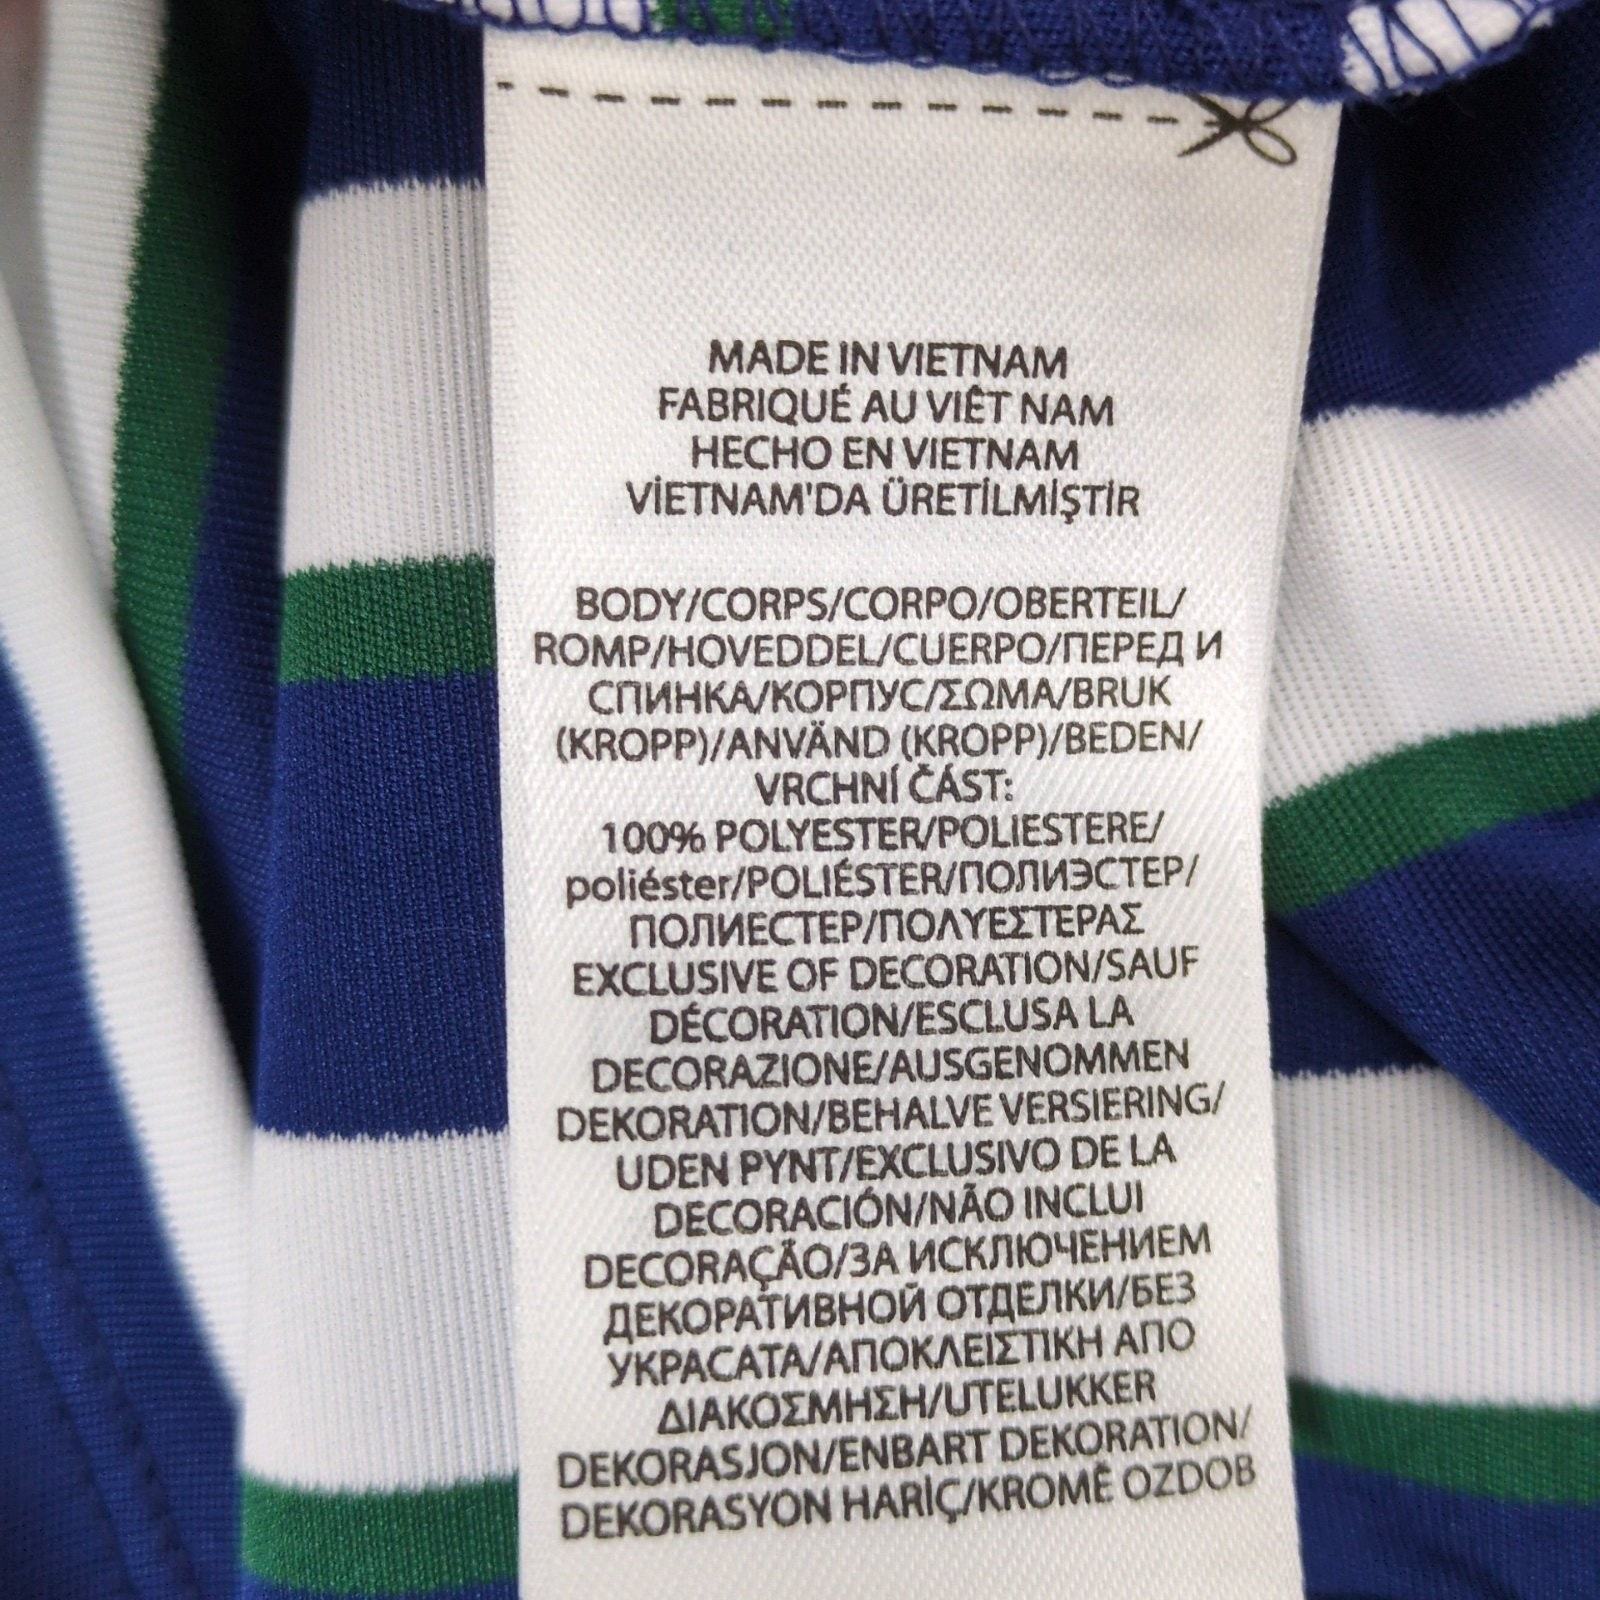 MADE IN VIETNAM
FABRIQUÉ AU VIÊT NAM
HECHO EN VIETNAM
VİETNAM'DA ÜRETİLMİŞTİR
BODY/CORPS/CORPO/OBERTEIL/
ROMP/HOVEDDEL/CUERPO/ПЕРЕД И
СПИНКА/КОРПУС/ΣΩΜΑ/BRUK
(KROPP)/ANVÄND (KROPP)/BEDEN/
VRCHNÍ ČÁST:
100% POLYESTER/POLIESTERE/
poliéster/POLIÉSTER/ПОЛИЭСТЕР/
ПОЛИЕСТЕР/ΠΟΛΥΕΣΤΕΡΑΣ
EXCLUSIVE OF DECORATION/SAUF
DÉCORATION/ESCLUSA LA
DECORAZIONE/AUSGENOMMEN
DEKORATION/BEHALVE VERSIERING/
UDEN PYNT/EXCLUSIVO DE LA
DECORACIÓN/NÃO INCLUI
DECORAÇÃO/ЗА ИСКЛЮЧЕНИЕМ
ДЕКОРАТИВНОЙ ОТДЕЛКИ/БЕЗ
УКРАСАТА/ΑΠΟΚΛΕΙΣΤΙΚΗ ΑΠΟ
ΔΙΑΚΟΣΜΗΣΗ/UTELUKKER
DEKORASJON/ENBART DEKORATION/
DEKORASYON HARİÇ/KROMĚ OZDOB